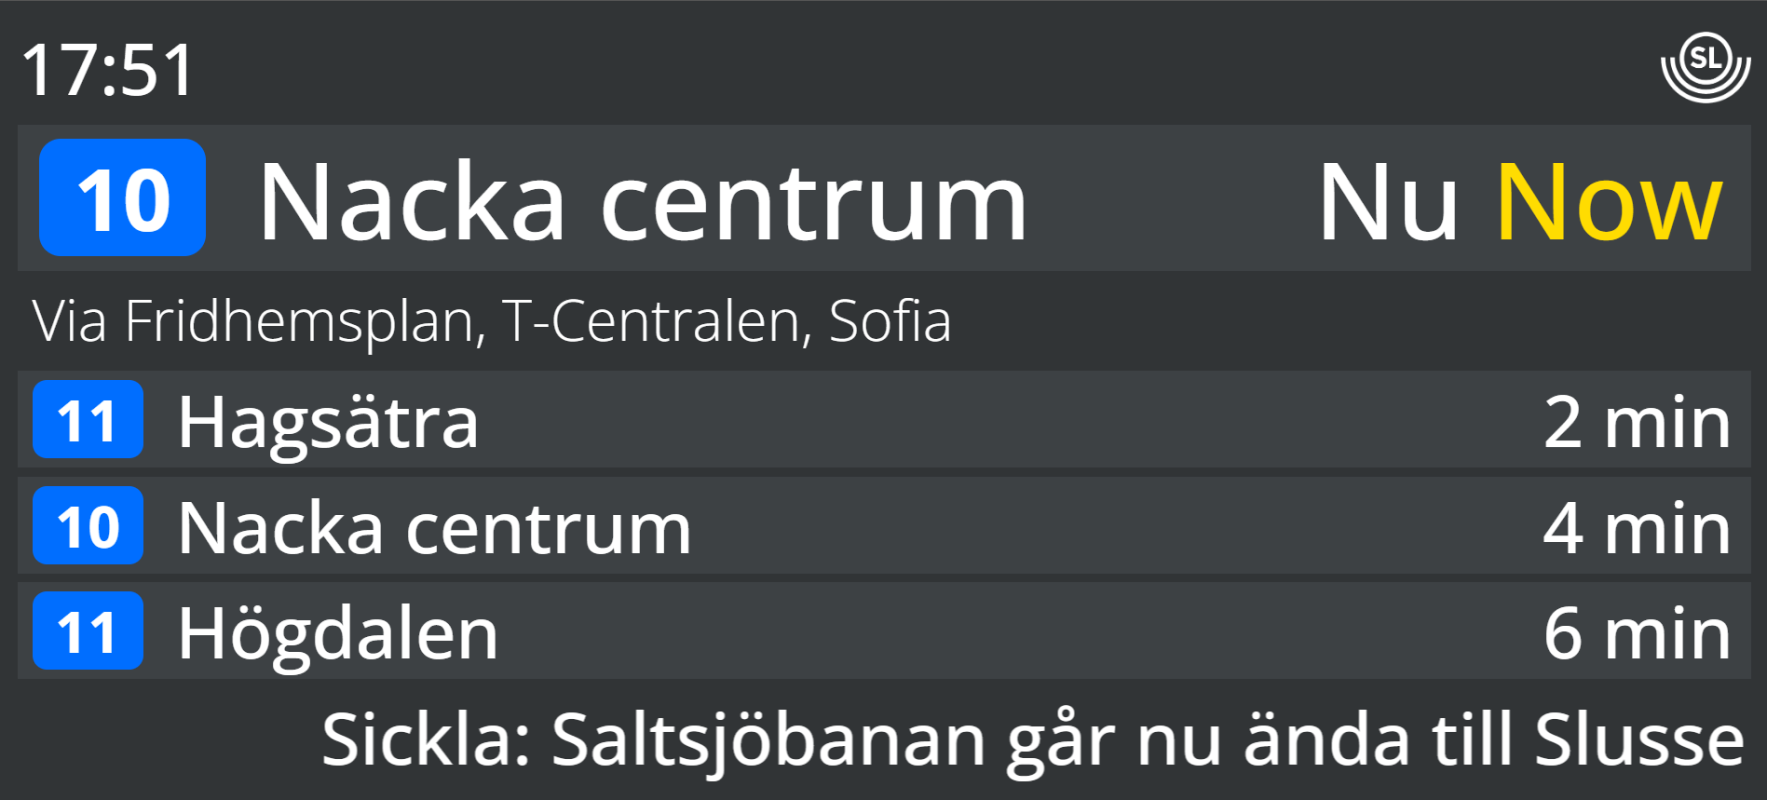 17:51 SL
10 Nacka centrum Nu Now
Via Fridhemsplan, T-Centralen, Sofia
11 Hagsätra 2 min
10 Nacka centrum 4 min
11 Högdalen 6 min
Sickla: Saltsjöbanan går nu ända till Slusse